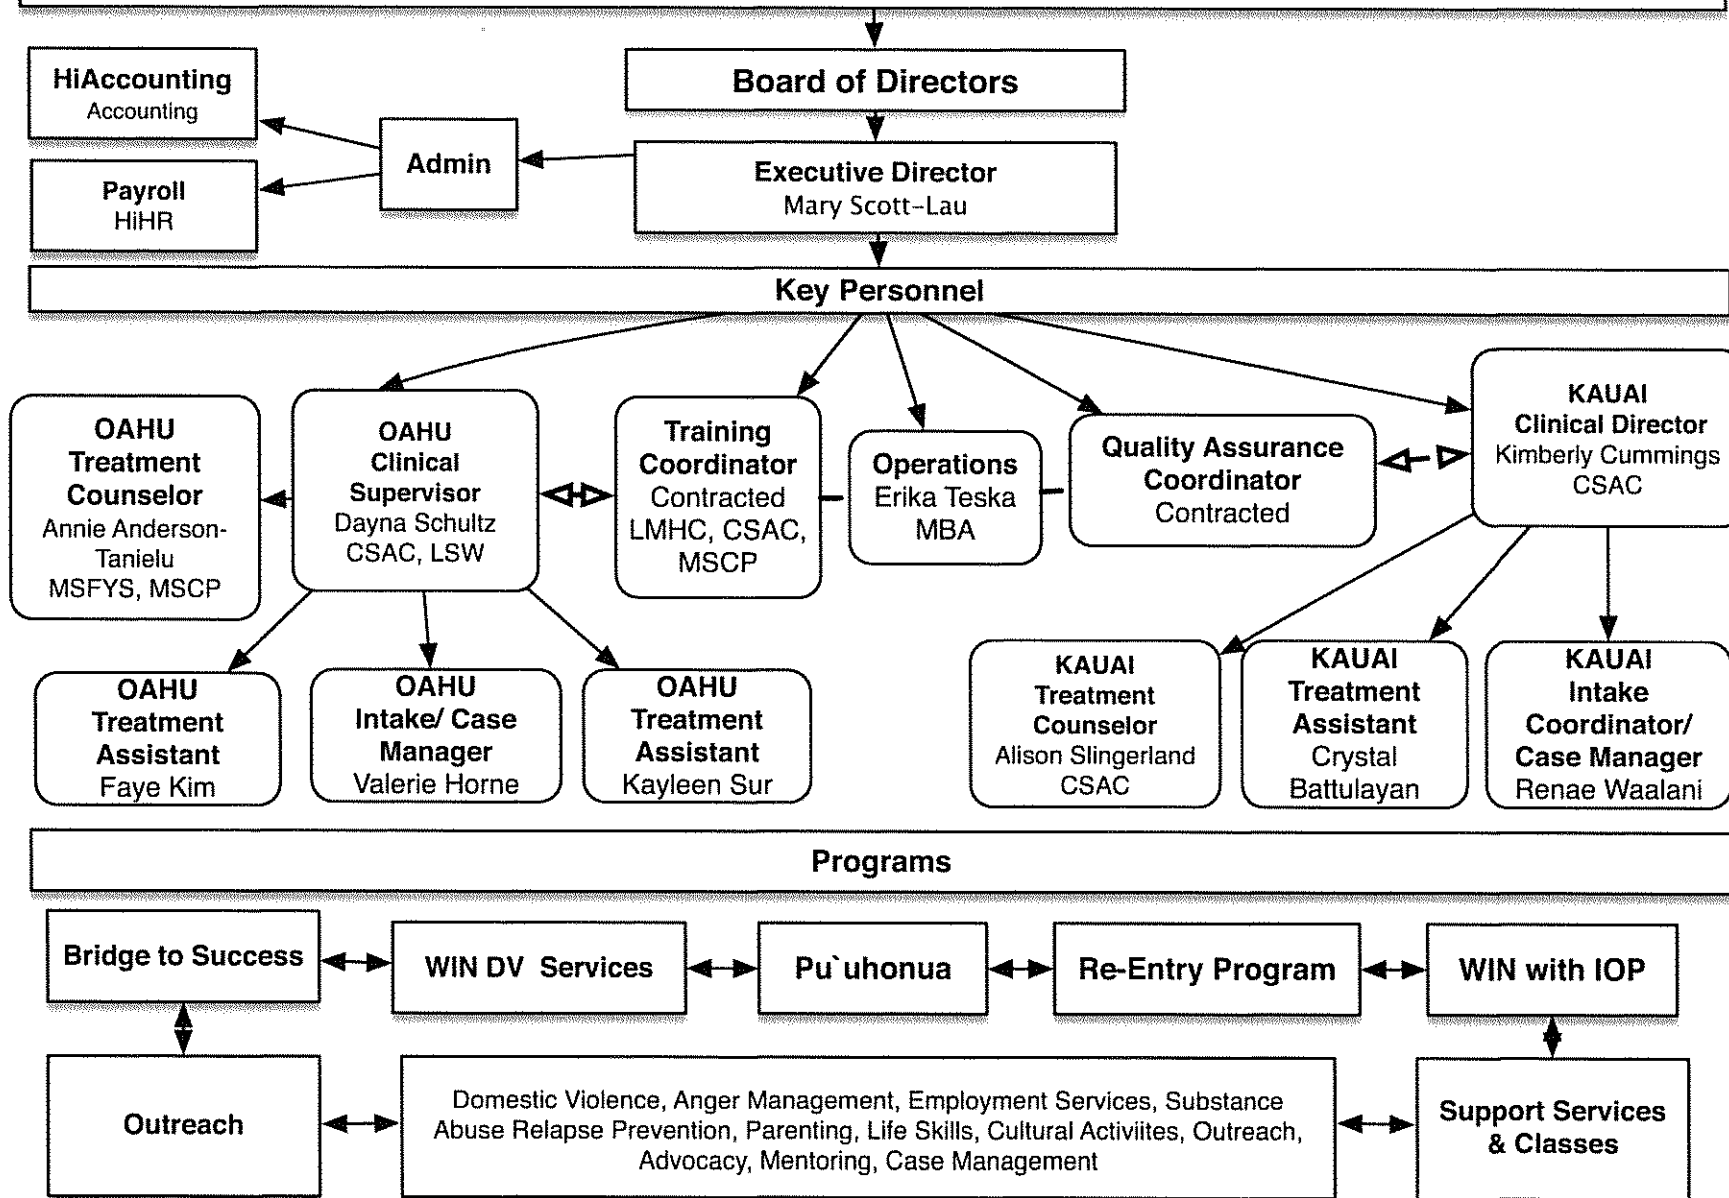 Board of Directors
HiAccounting
Accounting
Admin
Executive Director
Mary Scott-Lau
Payroll
HiHR
Key Personnel
OAHU
Treatment
Counselor
Annie Anderson-
Tanielu
MSFYS, MSCP
OAHU
Clinical
Supervisor
Dayna Schultz
CSAC, LSW
Training
Coordinator
Contracted
LMHC, CSAC,
MSCP
Operations
Erika Teska
MBA
Quality Assurance
Coordinator
Contracted
KAUAI
Clinical Director
Kimberly Cummings
CSAC
OAHU
Treatment
Assistant
Faye Kim
OAHU
Intake/ Case
Manager
Valerie Horne
OAHU
Treatment
Assistant
Kayleen Sur
KAUAI
Treatment
Counselor
Alison Slingerland
CSAC
KAUAI
Treatment
Assistant
Crystal
Battulayan
KAUAI
Intake
Coordinator/
Case Manager
Renae Waalani
Programs
Bridge to Success
WIN DV Services
Pu`uhonua
Re-Entry Program
WIN with IOP
Outreach
Domestic Violence, Anger Management, Employment Services, Substance
Abuse Relapse Prevention, Parenting, Life Skills, Cultural Activiites, Outreach,
Advocacy, Mentoring, Case Management
Support Services
& Classes